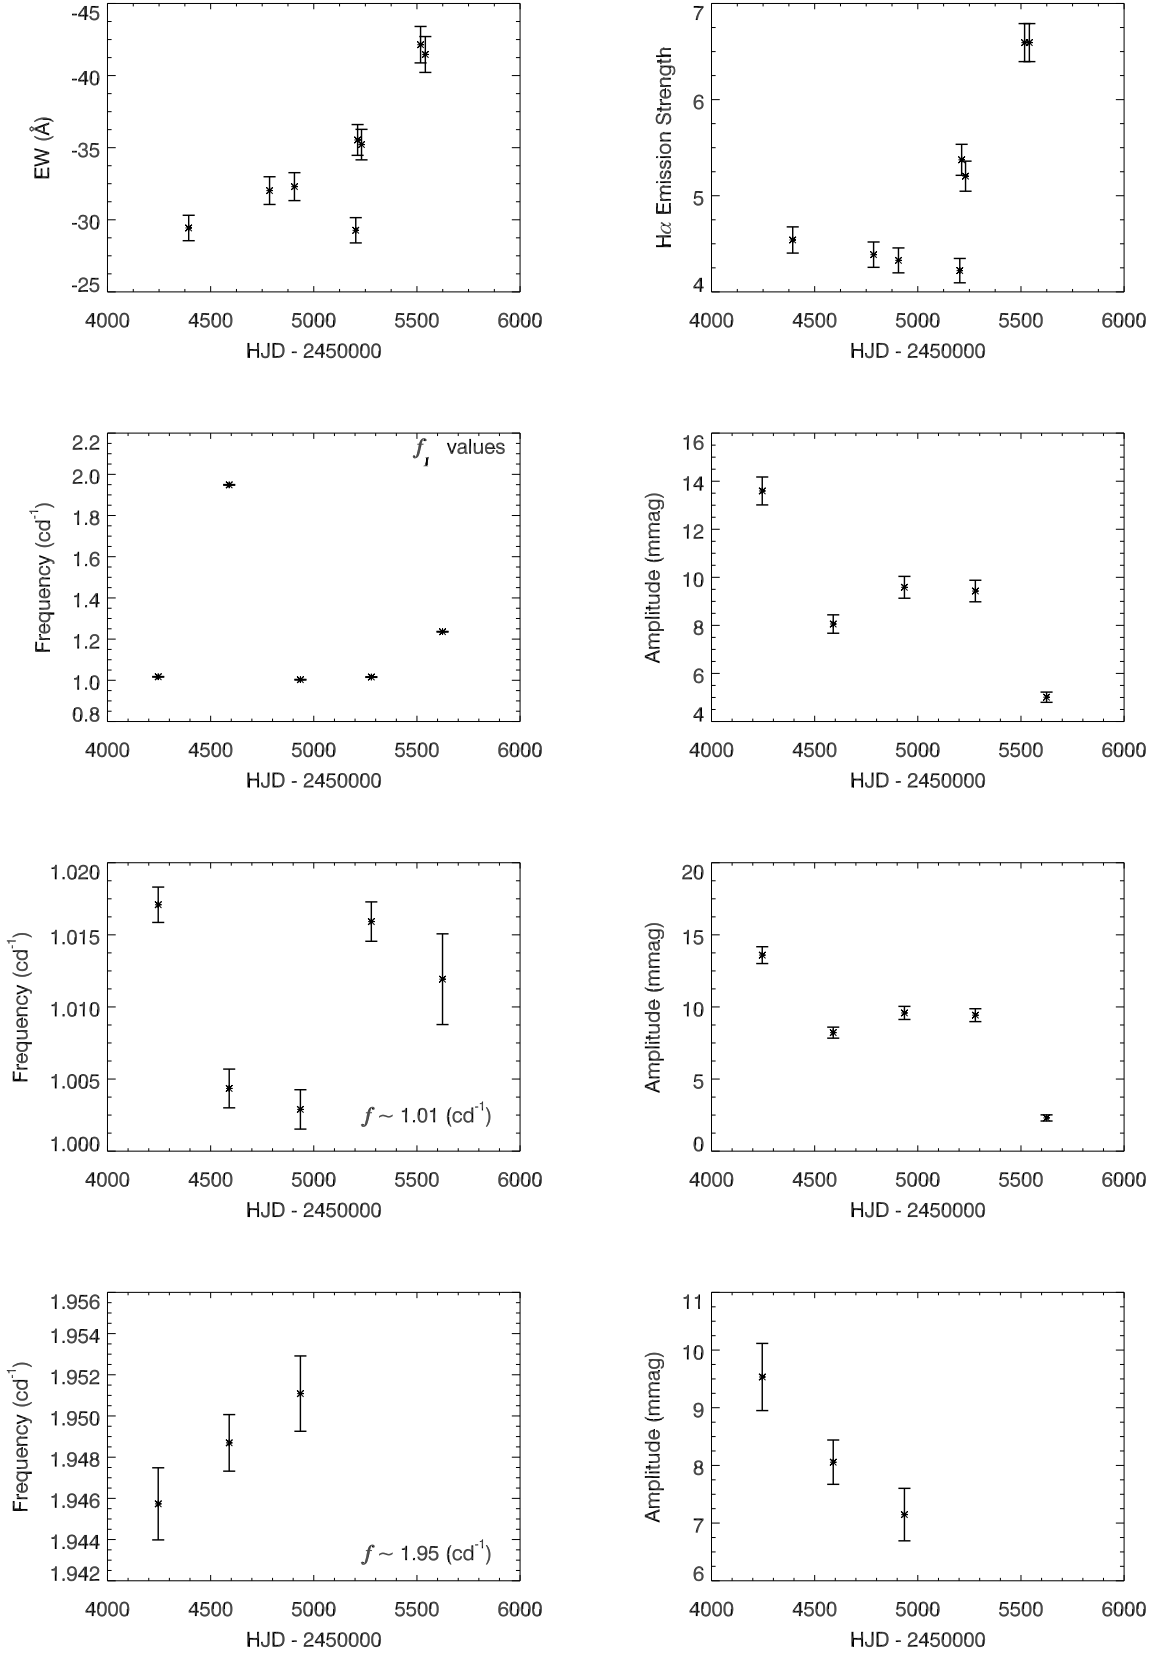 -45
-40
-35
-30
-25
EW (Å)
4000 4500 5000 5500 6000
HJD - 2450000
7
6
5
4
Hα Emission Strength
4000 4500 5000 5500 6000
HJD - 2450000
2.2
2.0
1.8
1.6
1.4
1.2
1.0
0.8
Frequency (cd⁻¹)
f₁ values
4000 4500 5000 5500 6000
HJD - 2450000
16
14
12
10
8
6
4
Amplitude (mmag)
4000 4500 5000 5500 6000
HJD - 2450000
1.020
1.015
1.010
1.005
1.000
Frequency (cd⁻¹)
f ~ 1.01 (cd⁻¹)
4000 4500 5000 5500 6000
HJD - 2450000
20
15
10
5
0
Amplitude (mmag)
4000 4500 5000 5500 6000
HJD - 2450000
1.956
1.954
1.952
1.950
1.948
1.946
1.944
1.942
Frequency (cd⁻¹)
f ~ 1.95 (cd⁻¹)
4000 4500 5000 5500 6000
HJD - 2450000
11
10
9
8
7
6
Amplitude (mmag)
4000 4500 5000 5500 6000
HJD - 2450000